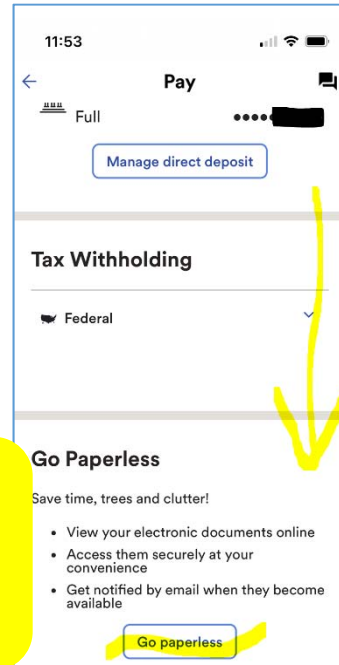 11:53
Pay
Full
Manage direct deposit
Tax Withholding
Federal
Go Paperless
Save time, trees and clutter!
• View your electronic documents online
• Access them securely at your
convenience
• Get notified by email when they become
available
Go paperless